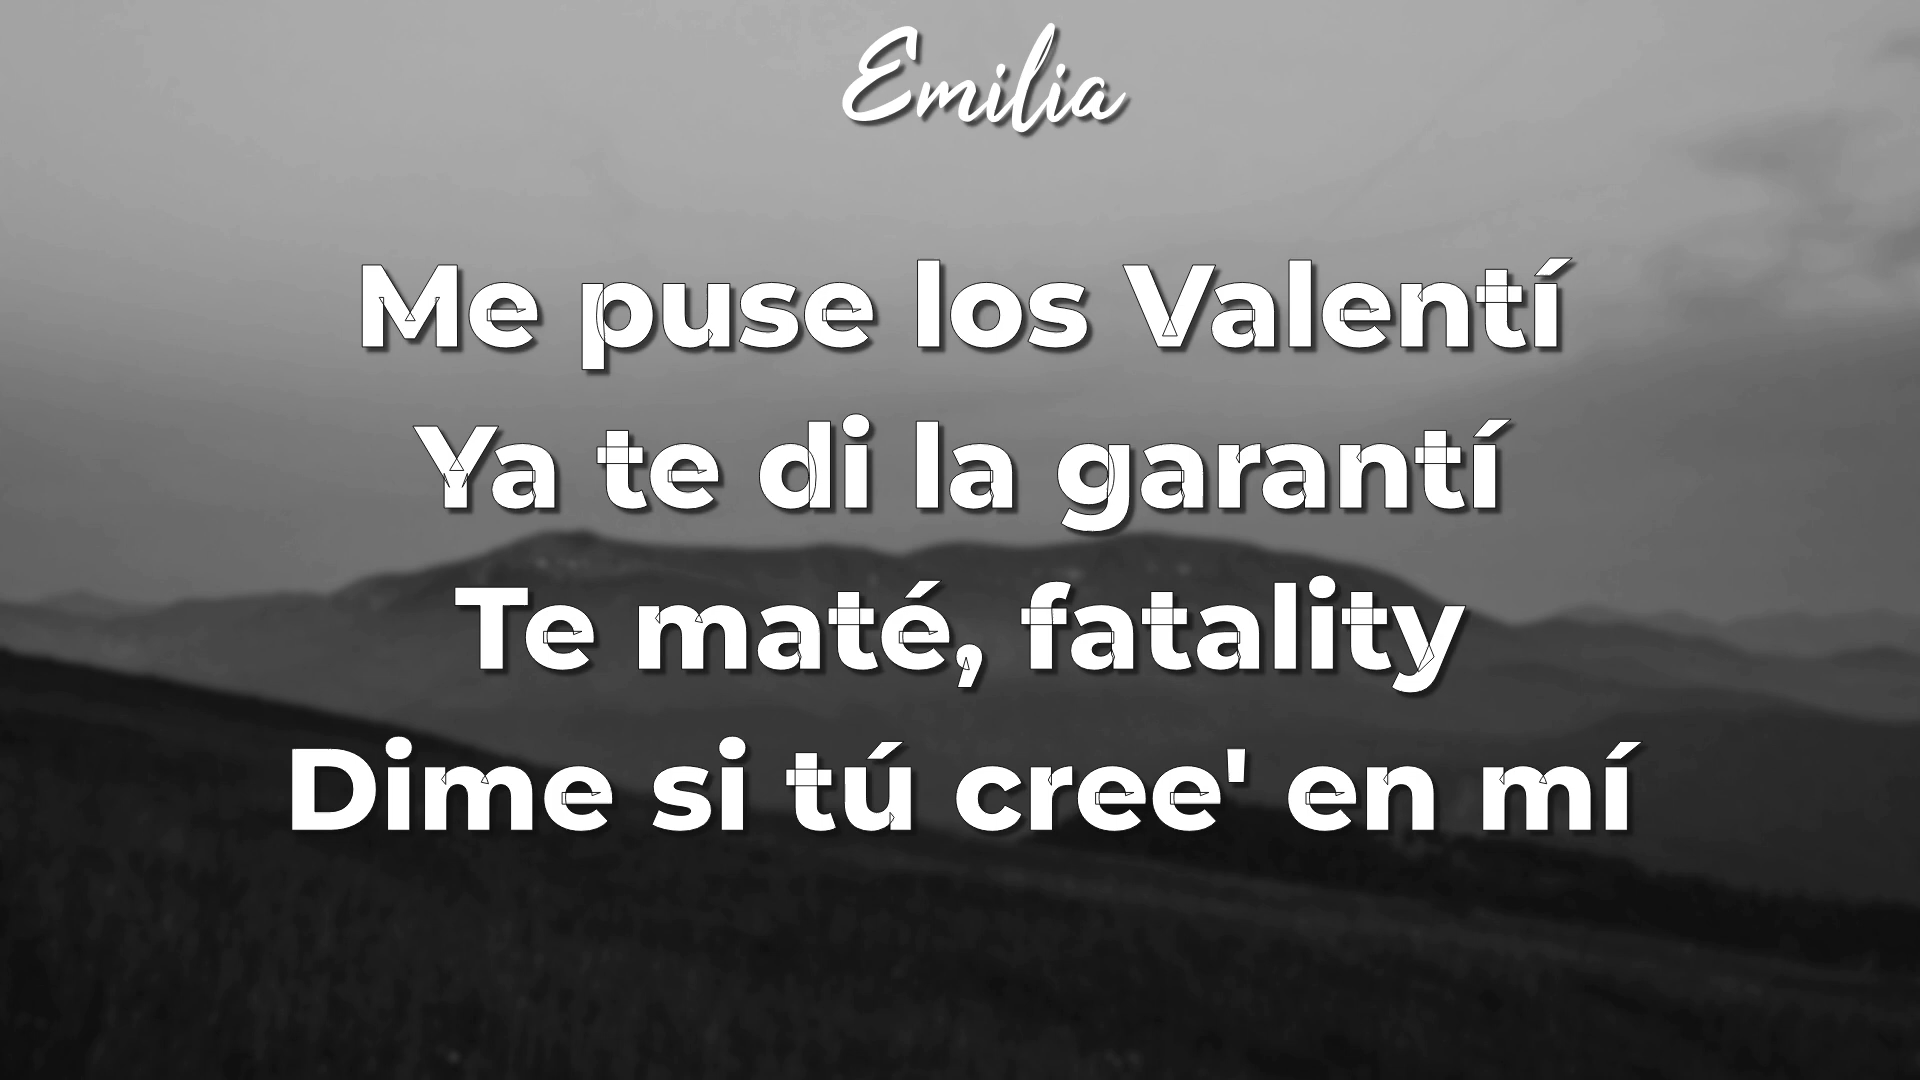 Emilia
Me puse los Valentí
Ya te di la garantí
Te maté, fatality
Dime si tú cree' en mí